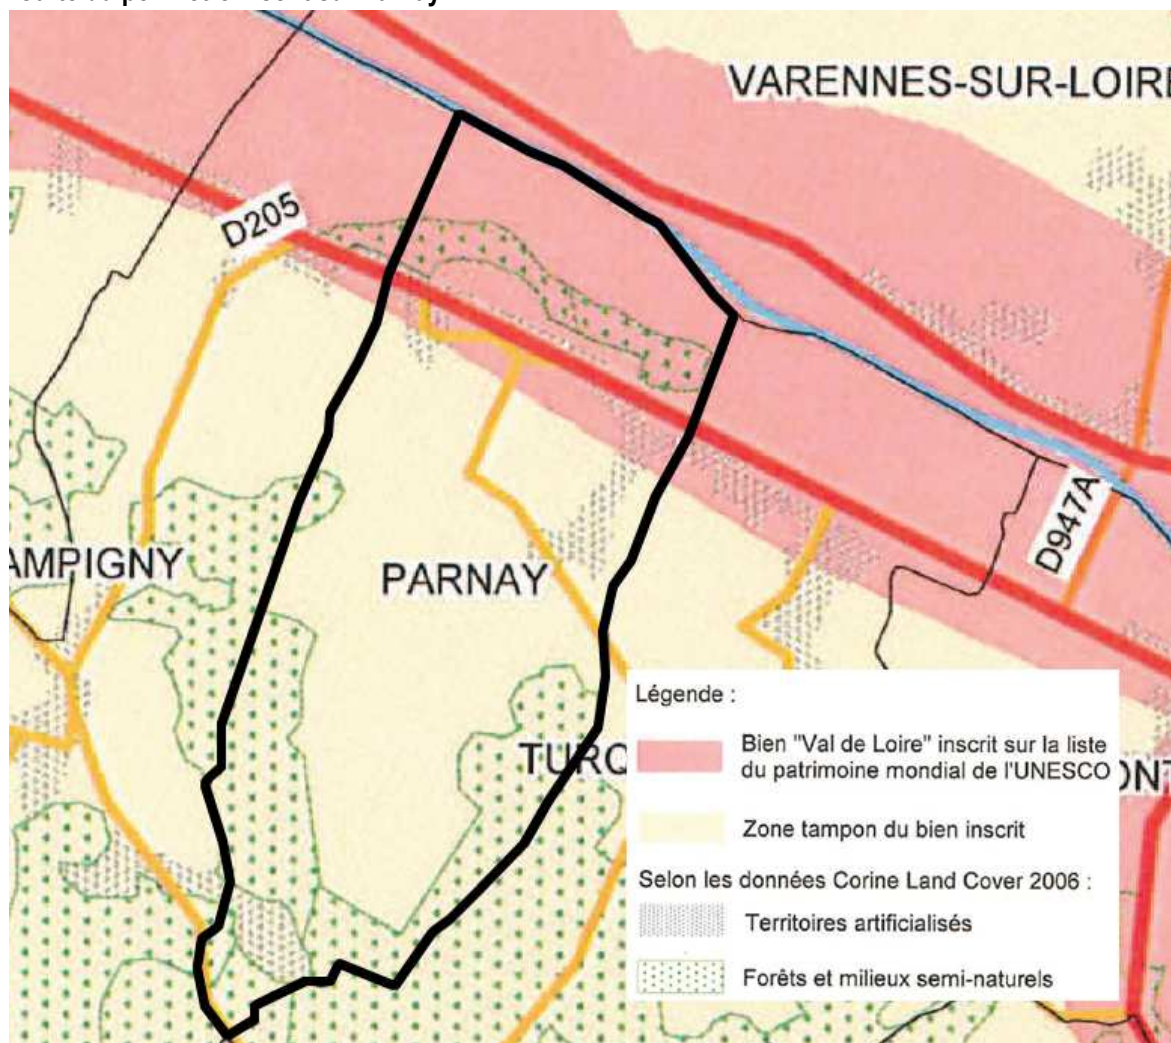 VARENNES-SUR-LOIRE
D205
D947A
AMPIGNY
PARNAY
TURQ
ONT
Légende :
Bien "Val de Loire" inscrit sur la liste
du patrimoine mondial de l'UNESCO
Zone tampon du bien inscrit
Selon les données Corine Land Cover 2006 :
Territoires artificialisés
Forêts et milieux semi-naturels